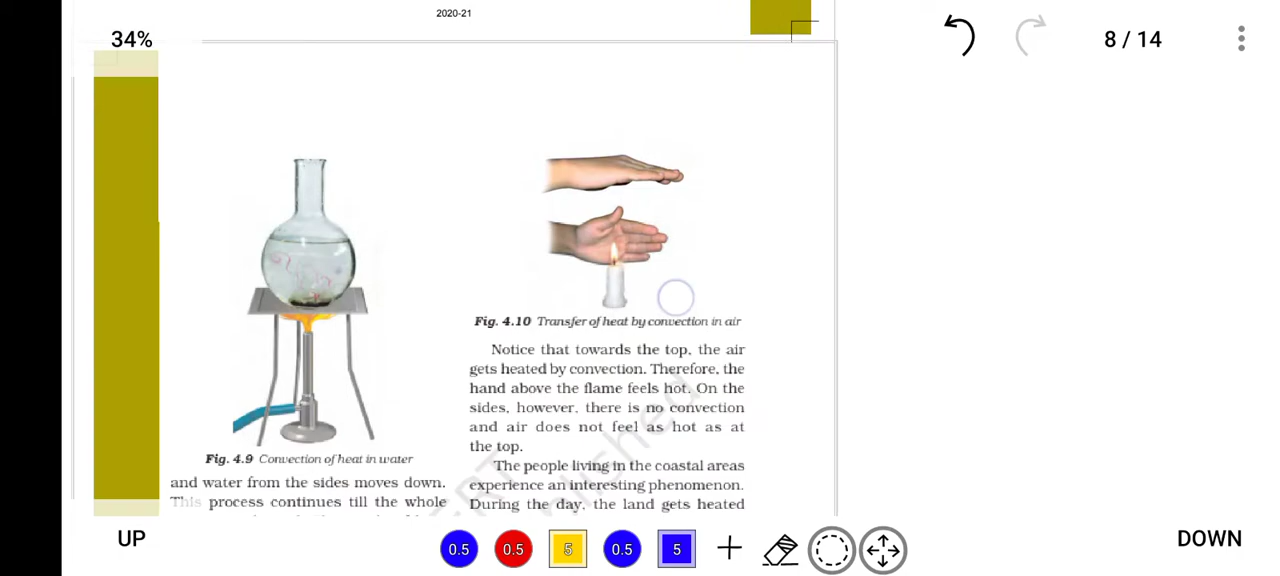 2020-21
34%
8 / 14
Fig. 4.9 Convection of heat in water
and water from the sides moves down.
This process continues till the whole
Fig. 4.10 Transfer of heat by convection in air
Notice that towards the top, the air
gets heated by convection. Therefore, the
hand above the flame feels hot. On the
sides, however, there is no convection
and air does not feel as hot as at
the top.
The people living in the coastal areas
experience an interesting phenomenon.
During the day, the land gets heated
UP
0.5
0.5
5
0.5
5
DOWN